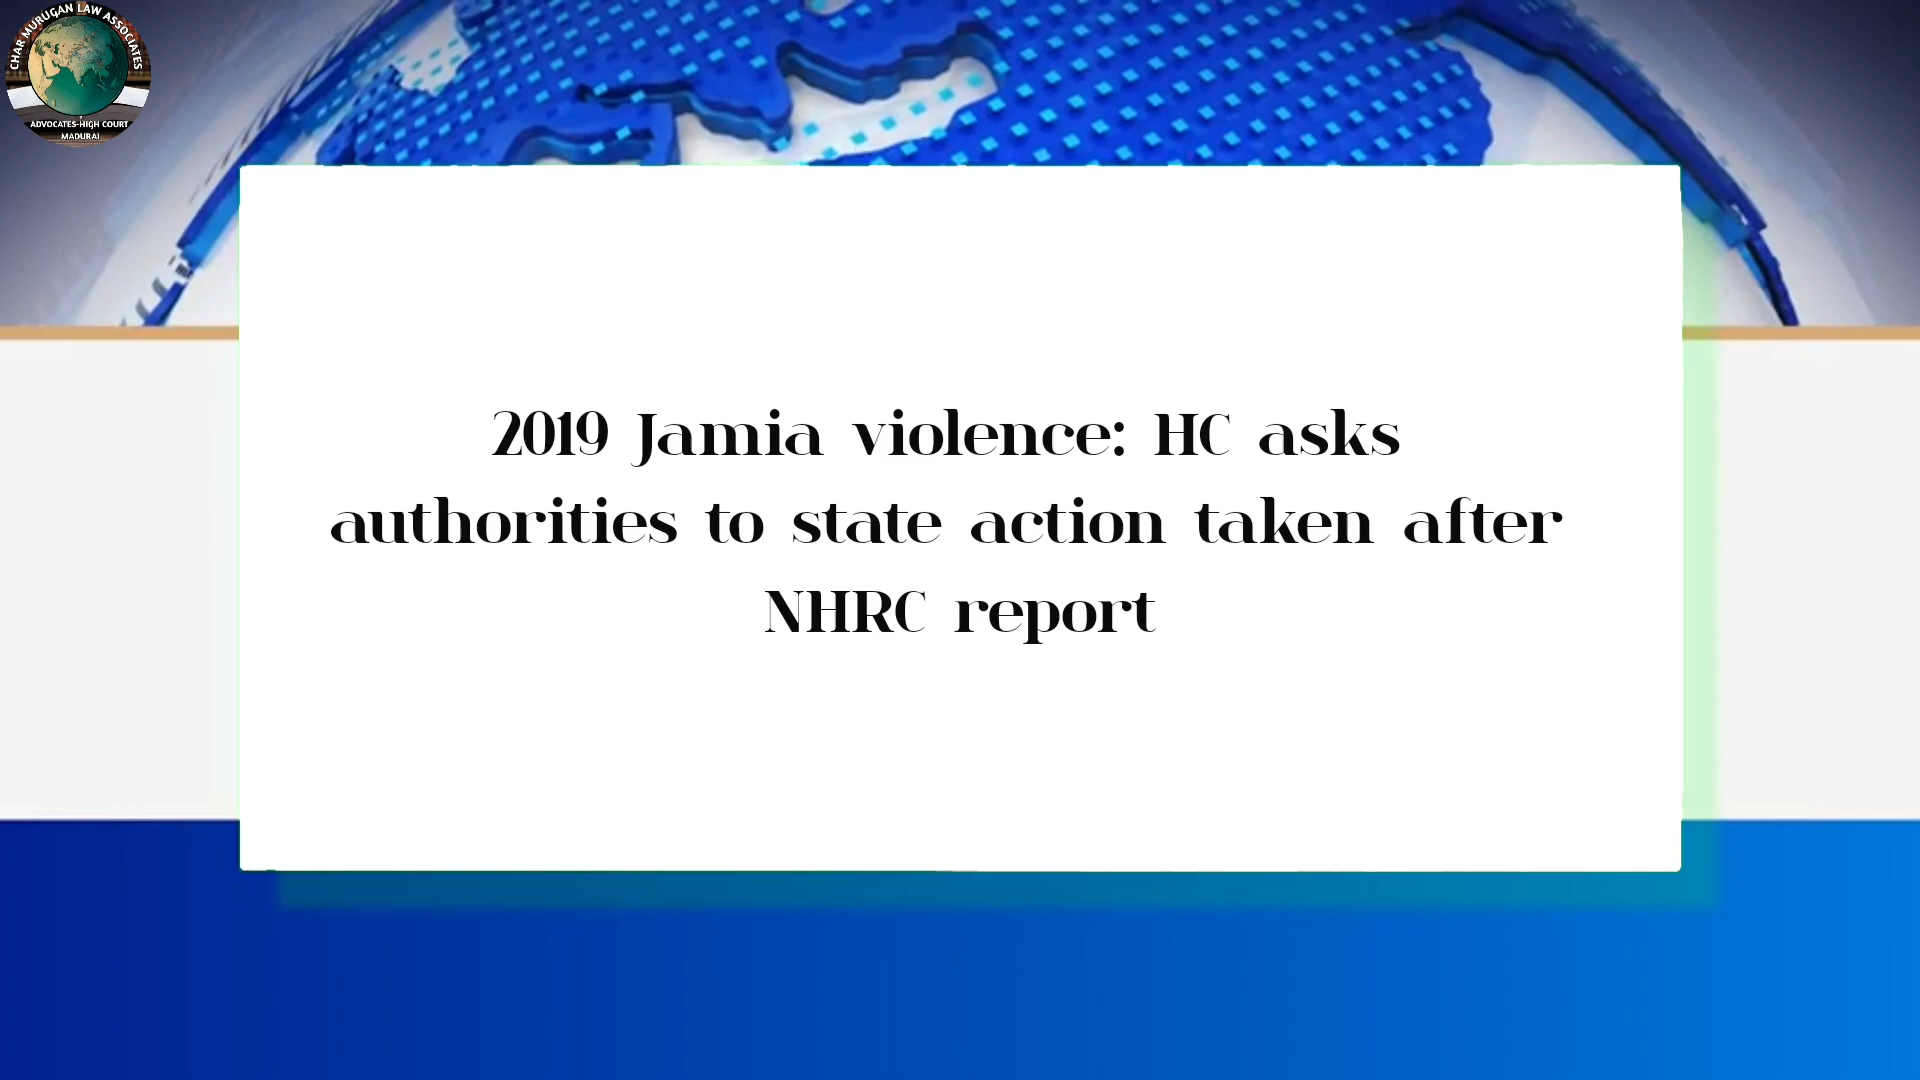 CHAR MURUGAN LAW ASSOCIATES
ADVOCATES-HIGH COURT
MADURAI
2019 Jamia violence: HC asks
authorities to state action taken after
NHRC report